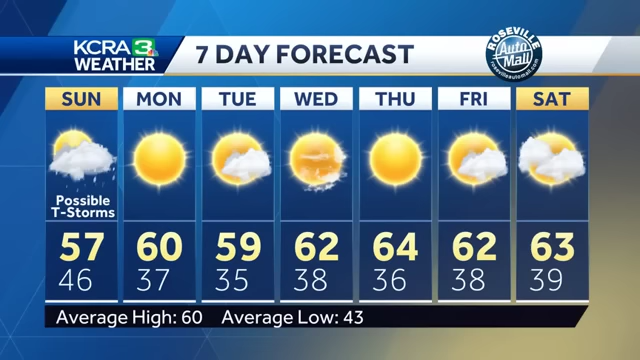 KCRA 3
WEATHER
7 DAY FORECAST
ROSEVILLE
Auto
Mall
rosevilleautomall.com
SUN MON TUE WED THU FRI SAT
Possible
T-Storms
57 60 59 62 64 62 63
46 37 35 38 36 38 39
Average High: 60 Average Low: 43